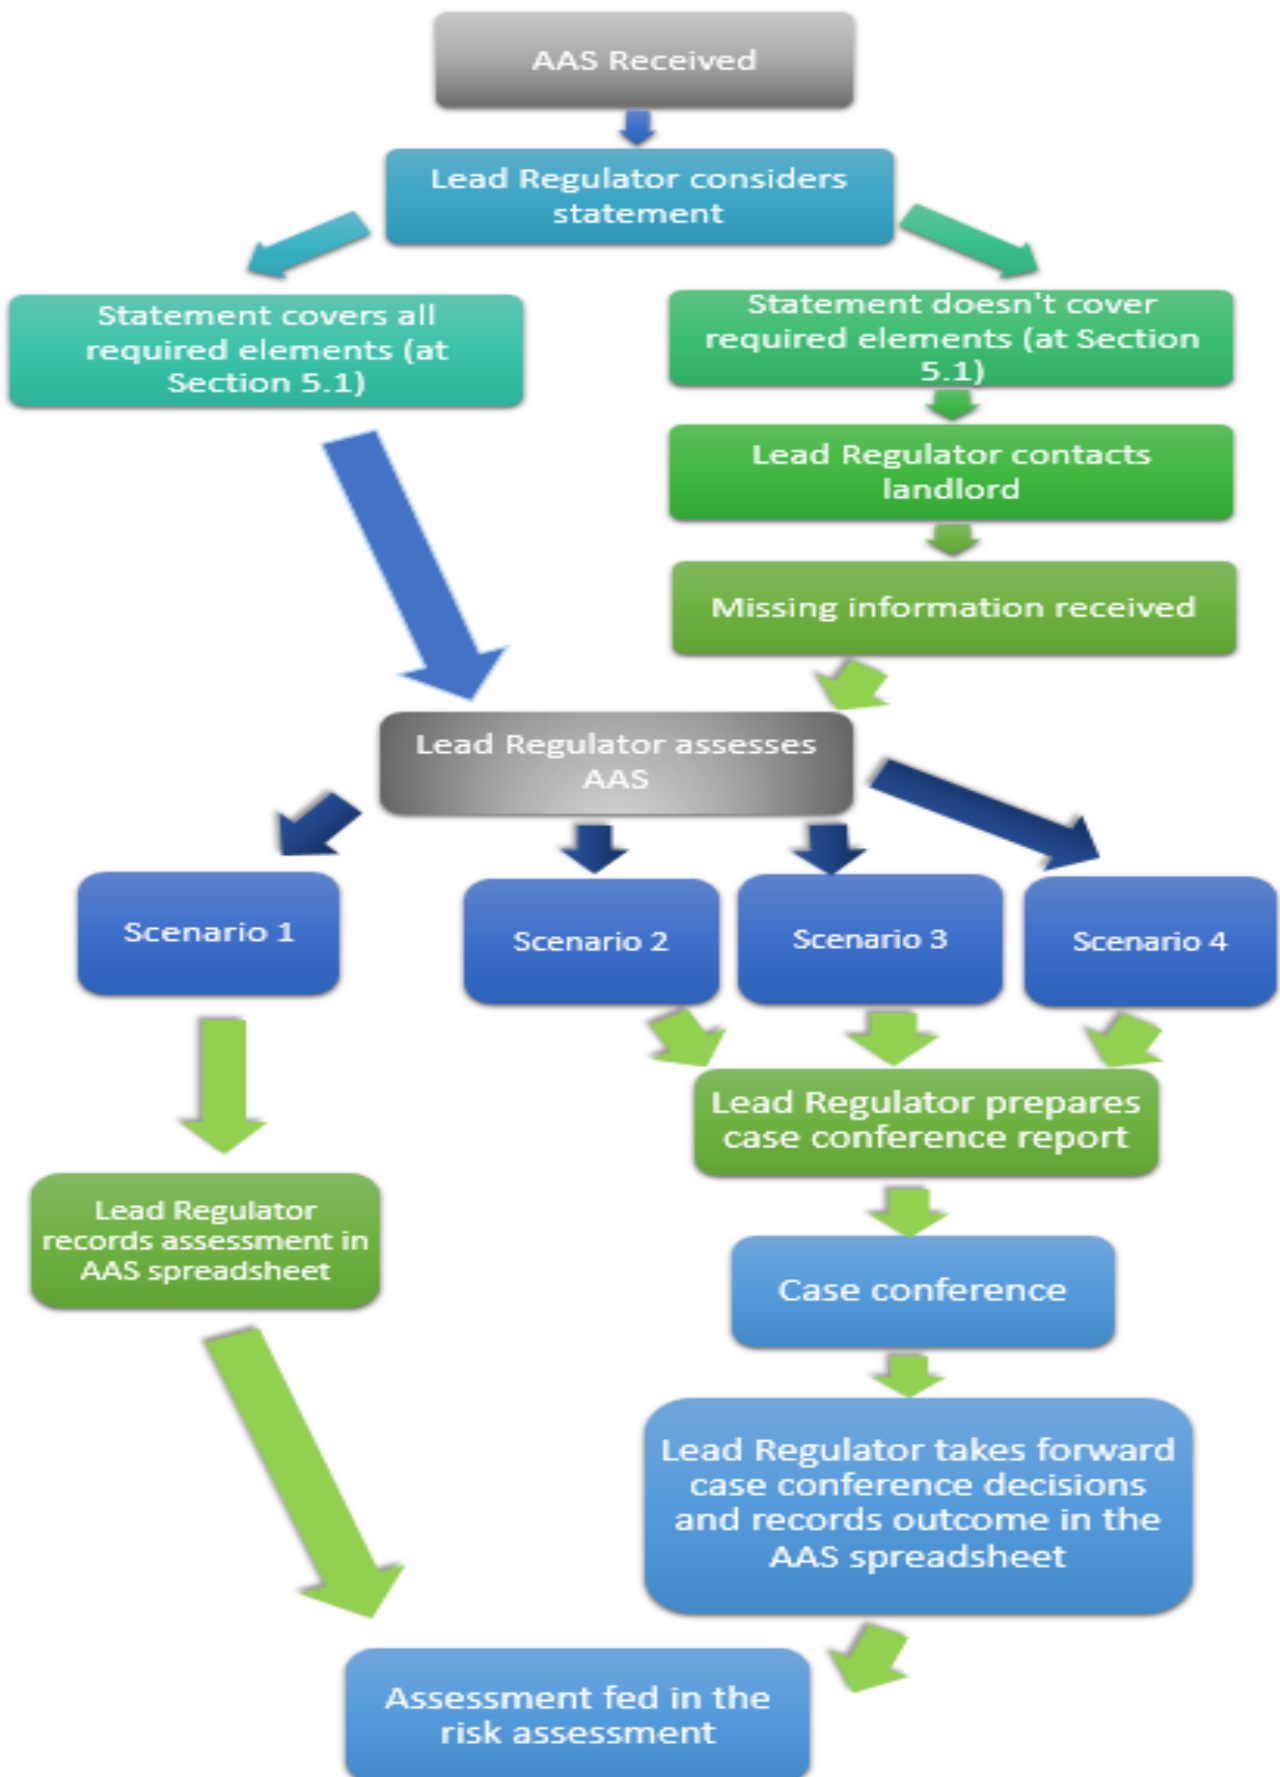 AAS Received
Lead Regulator considers
statement
Statement covers all
required elements (at
Section 5.1)
Statement doesn't cover
required elements (at Section
5.1)
Lead Regulator contacts
landlord
Missing information received
Lead Regulator assesses
AAS
Scenario 1
Scenario 2
Scenario 3
Scenario 4
Lead Regulator
records assessment in
AAS spreadsheet
Lead Regulator prepares
case conference report
Case conference
Lead Regulator takes forward
case conference decisions
and records outcome in the
AAS spreadsheet
Assessment fed in the
risk assessment